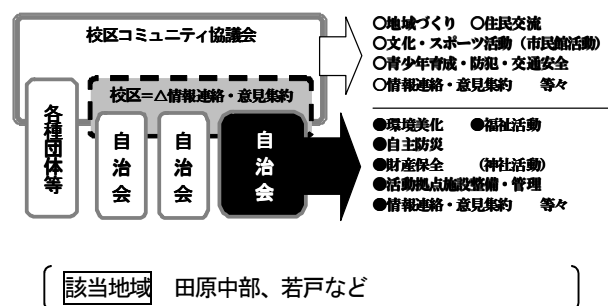 校区コミュニティ協議会
校区=△情報連絡・意見集約
各種団体等
自治会
自治会
自治会
○地域づくり ○住民交流
○文化・スポーツ活動（市民館活動）
○青少年育成・防犯・交通安全
○情報連絡・意見集約 等々
●環境美化 ●福祉活動
●自主防災
●財産保全 （神社活動）
●活動拠点施設整備・管理
●情報連絡・意見集約 等々
該当地域 田原中部、若戸など